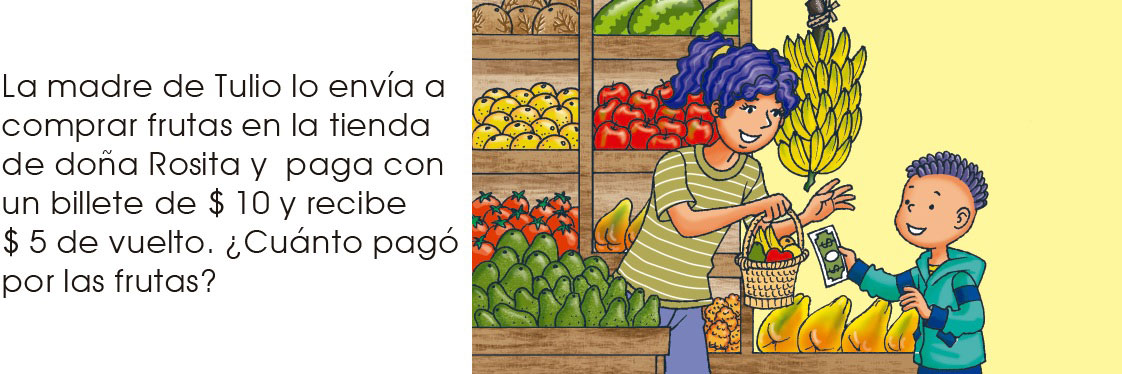 La madre de Tulio lo envía a
comprar frutas en la tienda
de doña Rosita y paga con
un billete de $ 10 y recibe
$ 5 de vuelto. ¿Cuánto pagó
por las frutas?